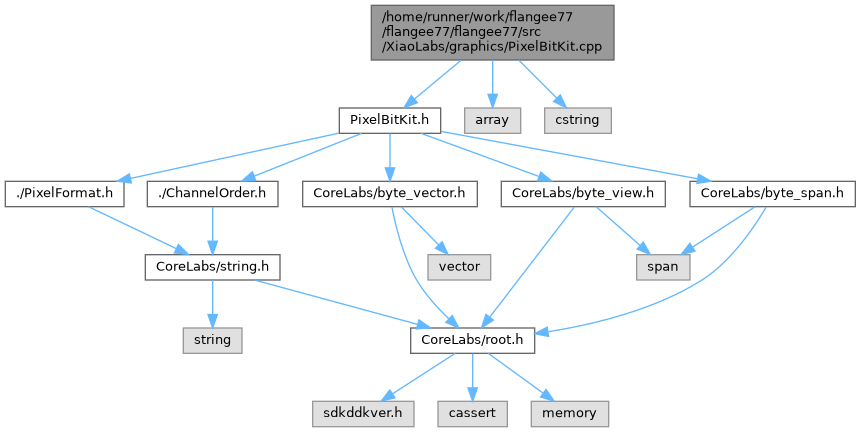 /home/runner/work/flangee77
/flangee77/flangee77/src
/XiaoLabs/graphics/PixelBitKit.cpp
PixelBitKit.h
array
cstring
./PixelFormat.h
./ChannelOrder.h
CoreLabs/byte_vector.h
CoreLabs/byte_view.h
CoreLabs/byte_span.h
CoreLabs/string.h
vector
span
string
CoreLabs/root.h
sdkddkver.h
cassert
memory